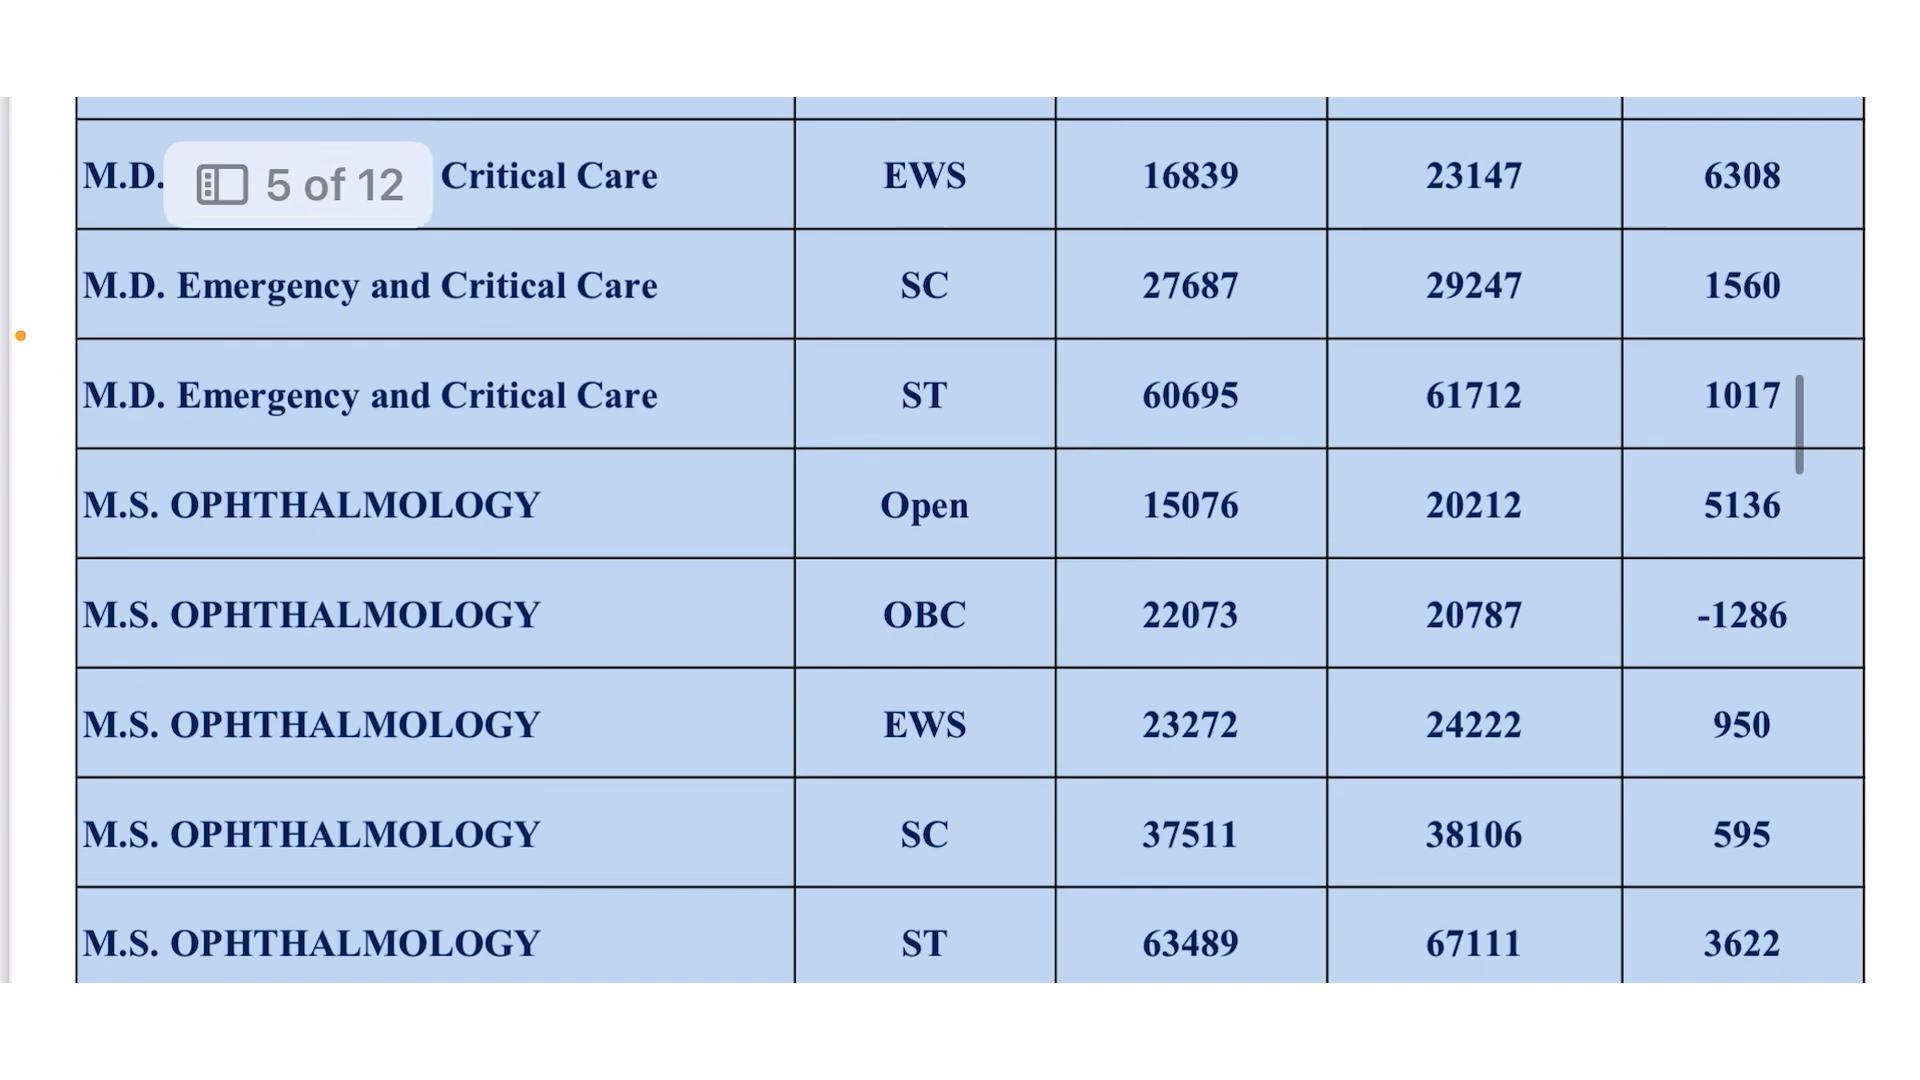 M.D. Critical Care EWS 16839 23147 6308
5 of 12
M.D. Emergency and Critical Care SC 27687 29247 1560
M.D. Emergency and Critical Care ST 60695 61712 1017
M.S. OPHTHALMOLOGY Open 15076 20212 5136
M.S. OPHTHALMOLOGY OBC 22073 20787 -1286
M.S. OPHTHALMOLOGY EWS 23272 24222 950
M.S. OPHTHALMOLOGY SC 37511 38106 595
M.S. OPHTHALMOLOGY ST 63489 67111 3622